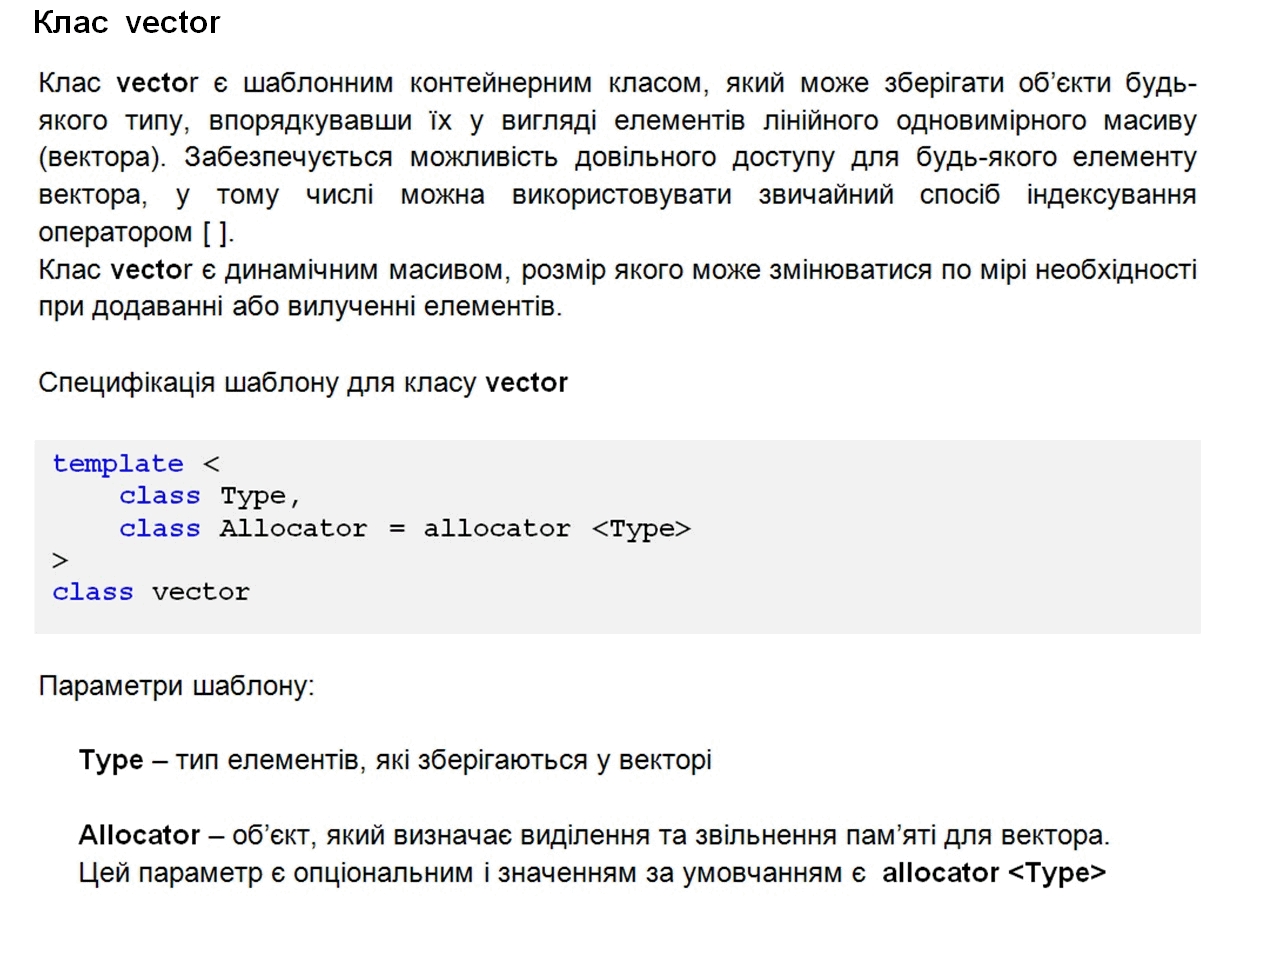 Клас vector
Клас vector є шаблонним контейнерним класом, який може зберігати об’єкти будь-
якого типу, впорядкувавши їх у вигляді елементів лінійного одновимірного масиву
(вектора). Забезпечується можливість довільного доступу для будь-якого елементу
вектора, у тому числі можна використовувати звичайний спосіб індексування
оператором [ ].
Клас vector є динамічним масивом, розмір якого може змінюватися по мірі необхідності
при додаванні або вилученні елементів.
Специфікація шаблону для класу vector
template <
    class Type,
    class Allocator = allocator <Type>
>
class vector
Параметри шаблону:
Type – тип елементів, які зберігаються у векторі
Allocator – об’єкт, який визначає виділення та звільнення пам’яті для вектора.
Цей параметр є опціональним і значенням за умовчанням є allocator <Type>